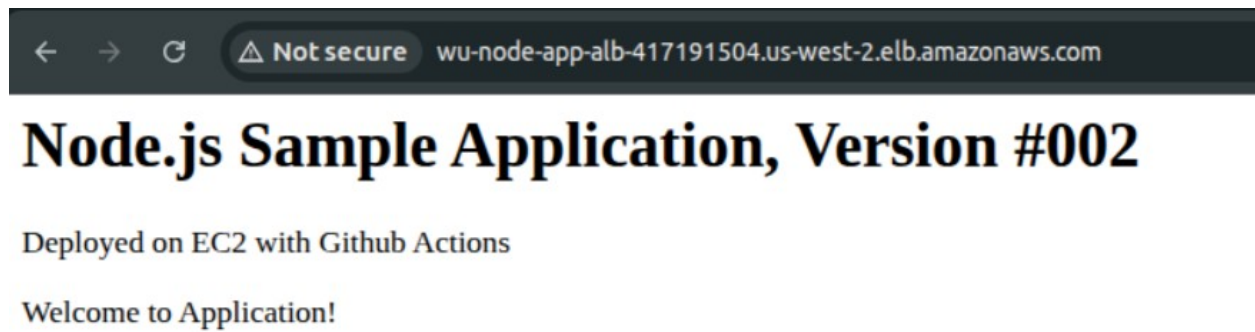 Not secure wu-node-app-alb-417191504.us-west-2.elb.amazonaws.com
Node.js Sample Application, Version #002
Deployed on EC2 with Github Actions
Welcome to Application!